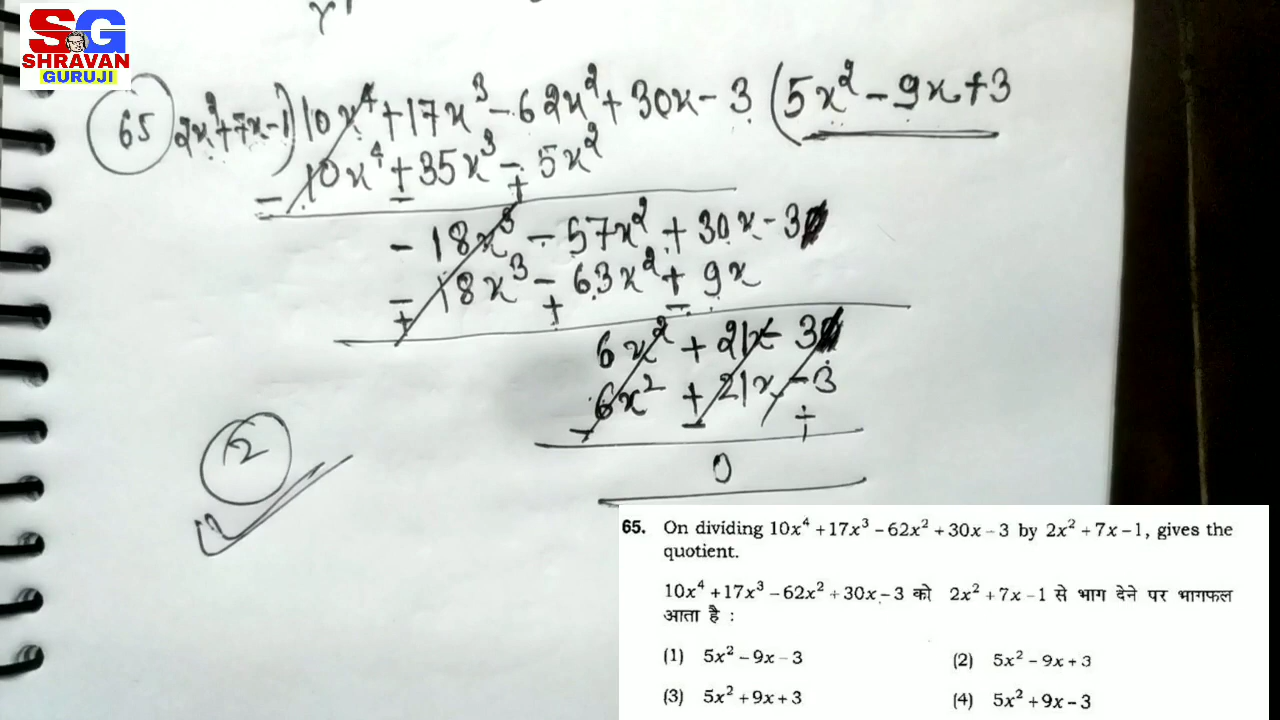 SG
SHRAVAN
GURUJI
65 2x²+7x-1) 10x⁴ + 17x³ - 62x² + 30x - 3 (5x² - 9x + 3
10x⁴ + 35x³ - 5x²
- - +
- 18x³ - 57x² + 30x - 3
- 18x³ - 63x² + 9x
+ + -
6x² + 21x - 3
6x² + 21x - 3
- - +
0
2
65. On dividing 10x⁴ +17x³ −62x² +30x −3 by 2x² +7x −1, gives the
quotient.
10x⁴ +17x³ −62x² +30x −3 को 2x² +7x −1 से भाग देने पर भागफल
आता है :
(1) 5x² −9x −3 (2) 5x² −9x +3
(3) 5x² +9x +3 (4) 5x² +9x −3